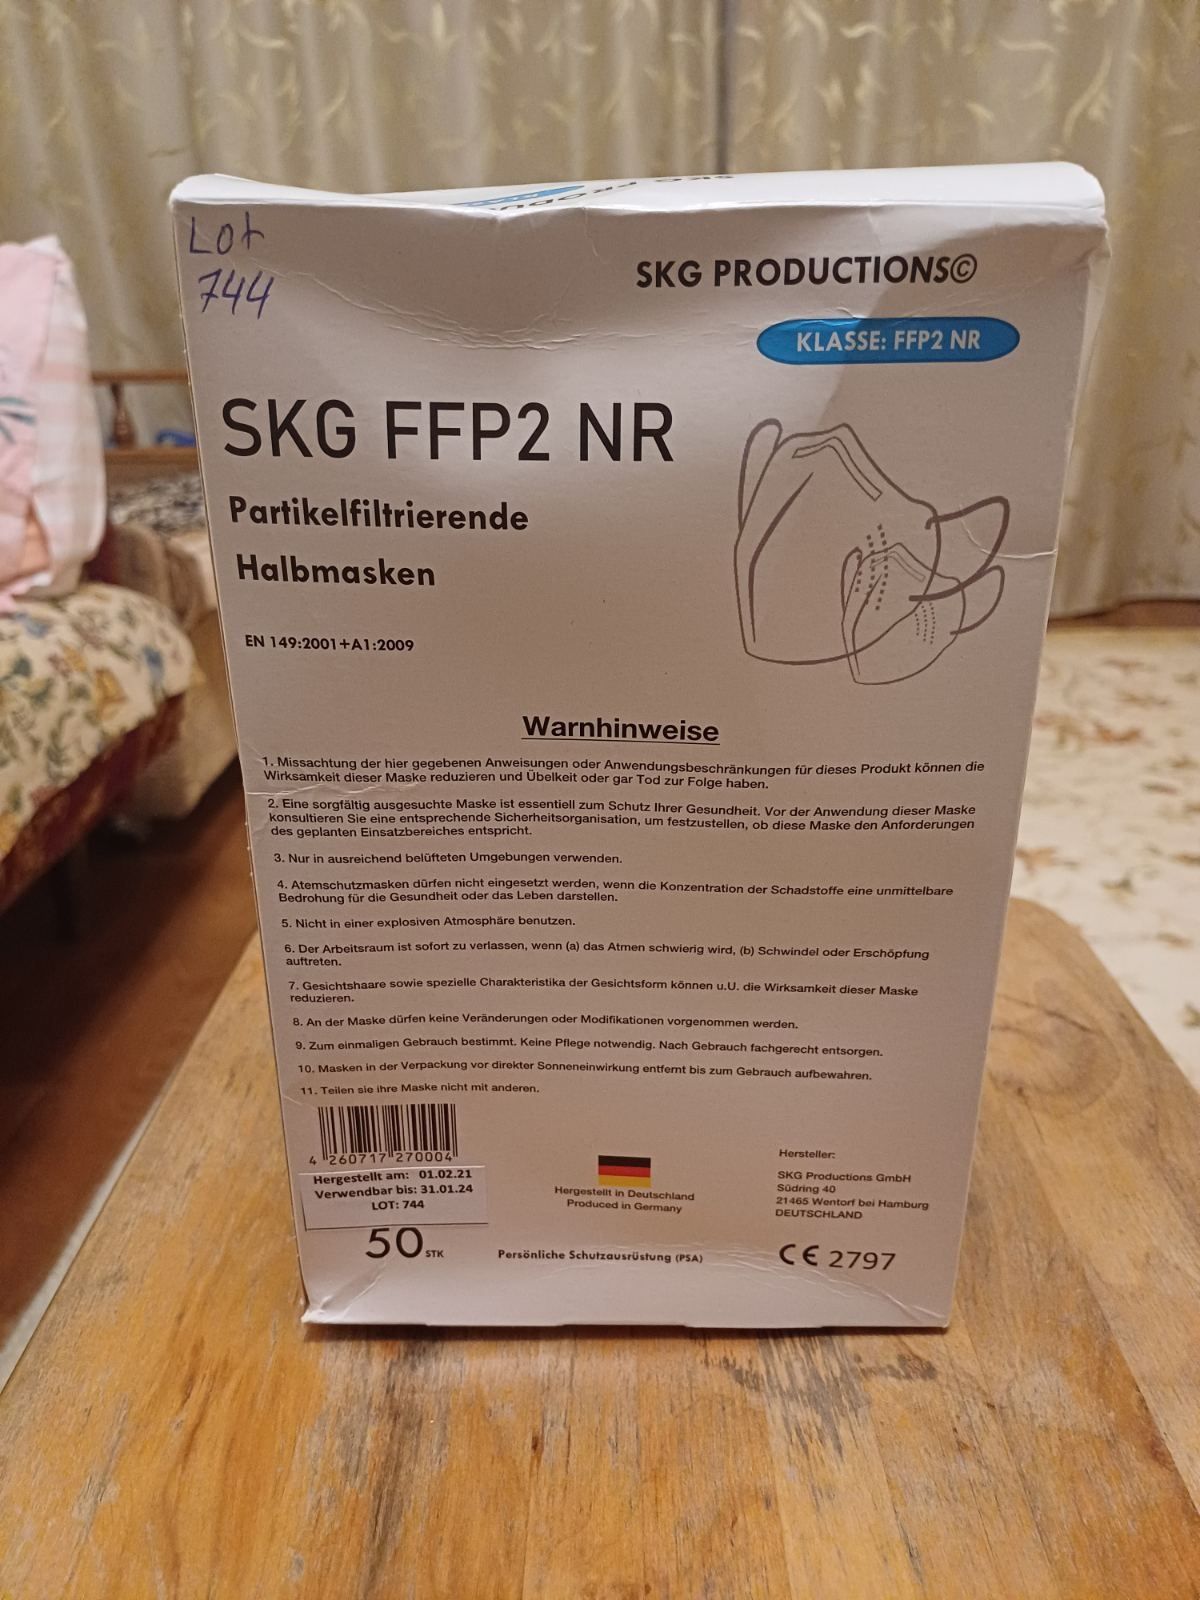 Lot
744
SKG PRODUCTIONS©
KLASSE: FFP2 NR
SKG FFP2 NR
Partikelfiltrierende
Halbmasken
EN 149:2001+A1:2009
Warnhinweise
1. Missachtung der hier gegebenen Anweisungen oder Anwendungsbeschränkungen für dieses Produkt können die
Wirksamkeit dieser Maske reduzieren und Übelkeit oder gar Tod zur Folge haben.
2. Eine sorgfältig ausgesuchte Maske ist essentiell zum Schutz Ihrer Gesundheit. Vor der Anwendung dieser Maske
konsultieren Sie eine entsprechende Sicherheitsorganisation, um festzustellen, ob diese Maske den Anforderungen
des geplanten Einsatzbereiches entspricht.
3. Nur in ausreichend belüfteten Umgebungen verwenden.
4. Atemschutzmasken dürfen nicht eingesetzt werden, wenn die Konzentration der Schadstoffe eine unmittelbare
Bedrohung für die Gesundheit oder das Leben darstellen.
5. Nicht in einer explosiven Atmosphäre benutzen.
6. Der Arbeitsraum ist sofort zu verlassen, wenn (a) das Atmen schwierig wird, (b) Schwindel oder Erschöpfung
auftreten.
7. Gesichtshaare sowie spezielle Charakteristika der Gesichtsform können u.U. die Wirksamkeit dieser Maske
reduzieren.
8. An der Maske dürfen keine Veränderungen oder Modifikationen vorgenommen werden.
9. Zum einmaligen Gebrauch bestimmt. Keine Pflege notwendig. Nach Gebrauch fachgerecht entsorgen.
10. Masken in der Verpackung vor direkter Sonneneinwirkung entfernt bis zum Gebrauch aufbewahren.
11. Teilen sie ihre Maske nicht mit anderen.
4 260717 270004
Hergestellt am: 01.02.21
Verwendbar bis: 31.01.24
LOT: 744
50 STK
Hergestellt in Deutschland
Produced in Germany
Persönliche Schutzausrüstung (PSA)
Hersteller:
SKG Productions GmbH
Südring 40
21465 Wentorf bei Hamburg
DEUTSCHLAND
CE 2797